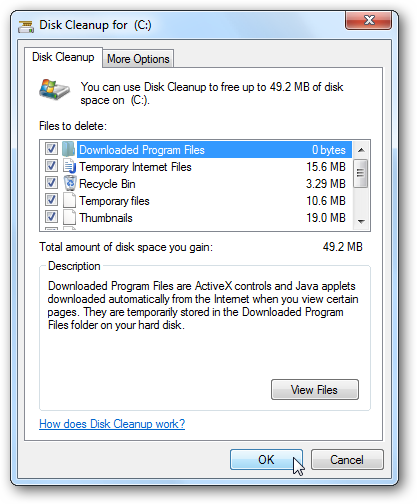 Disk Cleanup for  (C:)
Disk Cleanup
More Options
You can use Disk Cleanup to free up to 49.2 MB of disk
space on  (C:).
Files to delete:
Downloaded Program Files 0 bytes
Temporary Internet Files 15.6 MB
Recycle Bin 3.29 MB
Temporary files 10.6 MB
Thumbnails 19.0 MB
Total amount of disk space you gain: 49.2 MB
Description
Downloaded Program Files are ActiveX controls and Java applets
downloaded automatically from the Internet when you view certain
pages. They are temporarily stored in the Downloaded Program
Files folder on your hard disk.
View Files
How does Disk Cleanup work?
OK
Cancel